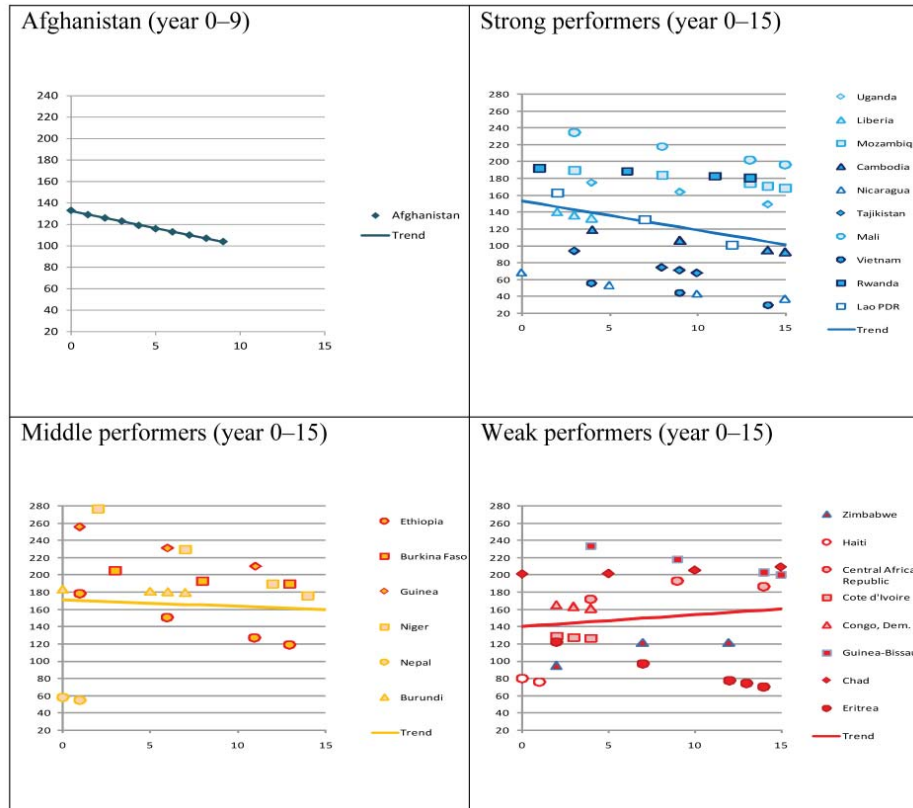 Afghanistan (year 0–9)
240
220
200
180
160
140
120
100
80
60
40
20
0 5 10 15
Afghanistan
Trend
Strong performers (year 0–15)
280
260
240
220
200
180
160
140
120
100
80
60
40
20
0 5 10 15
Uganda
Liberia
Mozambiq
Cambodia
Nicaragua
Tajikistan
Mali
Vietnam
Rwanda
Lao PDR
Trend
Middle performers (year 0–15)
280
260
240
220
200
180
160
140
120
100
80
60
40
20
0 5 10 15
Ethiopia
Burkina Faso
Guinea
Niger
Nepal
Burundi
Trend
Weak performers (year 0–15)
280
260
240
220
200
180
160
140
120
100
80
60
40
20
0 5 10 15
Zimbabwe
Haiti
Central Africa
Republic
Cote d'Ivoire
Congo, Dem.
Guinea-Bissau
Chad
Eritrea
Trend